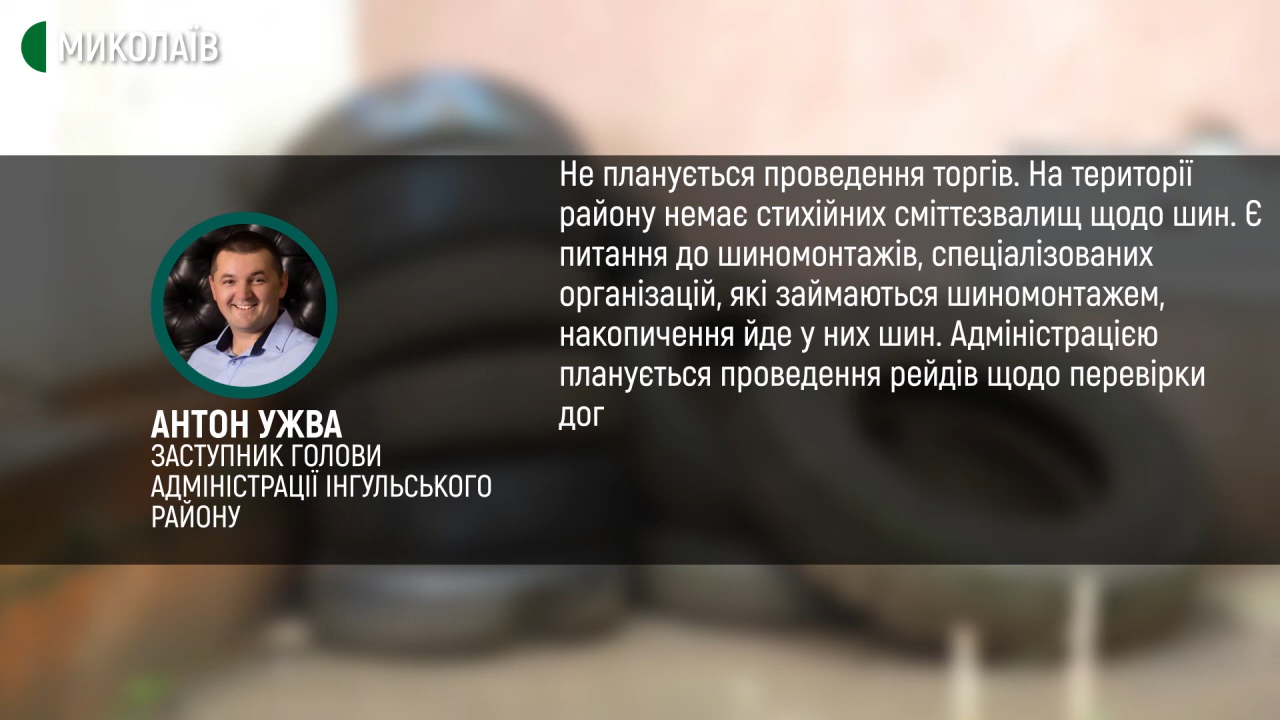 МИКОЛАЇВ
Не планується проведення торгів. На території
району немає стихійних сміттєзвалищ щодо шин. Є
питання до шиномонтажів, спеціалізованих
організацій, які займаються шиномонтажем,
накопичення йде у них шин. Адміністрацією
планується проведення рейдів щодо перевірки
дог
АНТОН УЖВА
ЗАСТУПНИК ГОЛОВИ
АДМІНІСТРАЦІЇ ІНГУЛЬСЬКОГО
РАЙОНУ